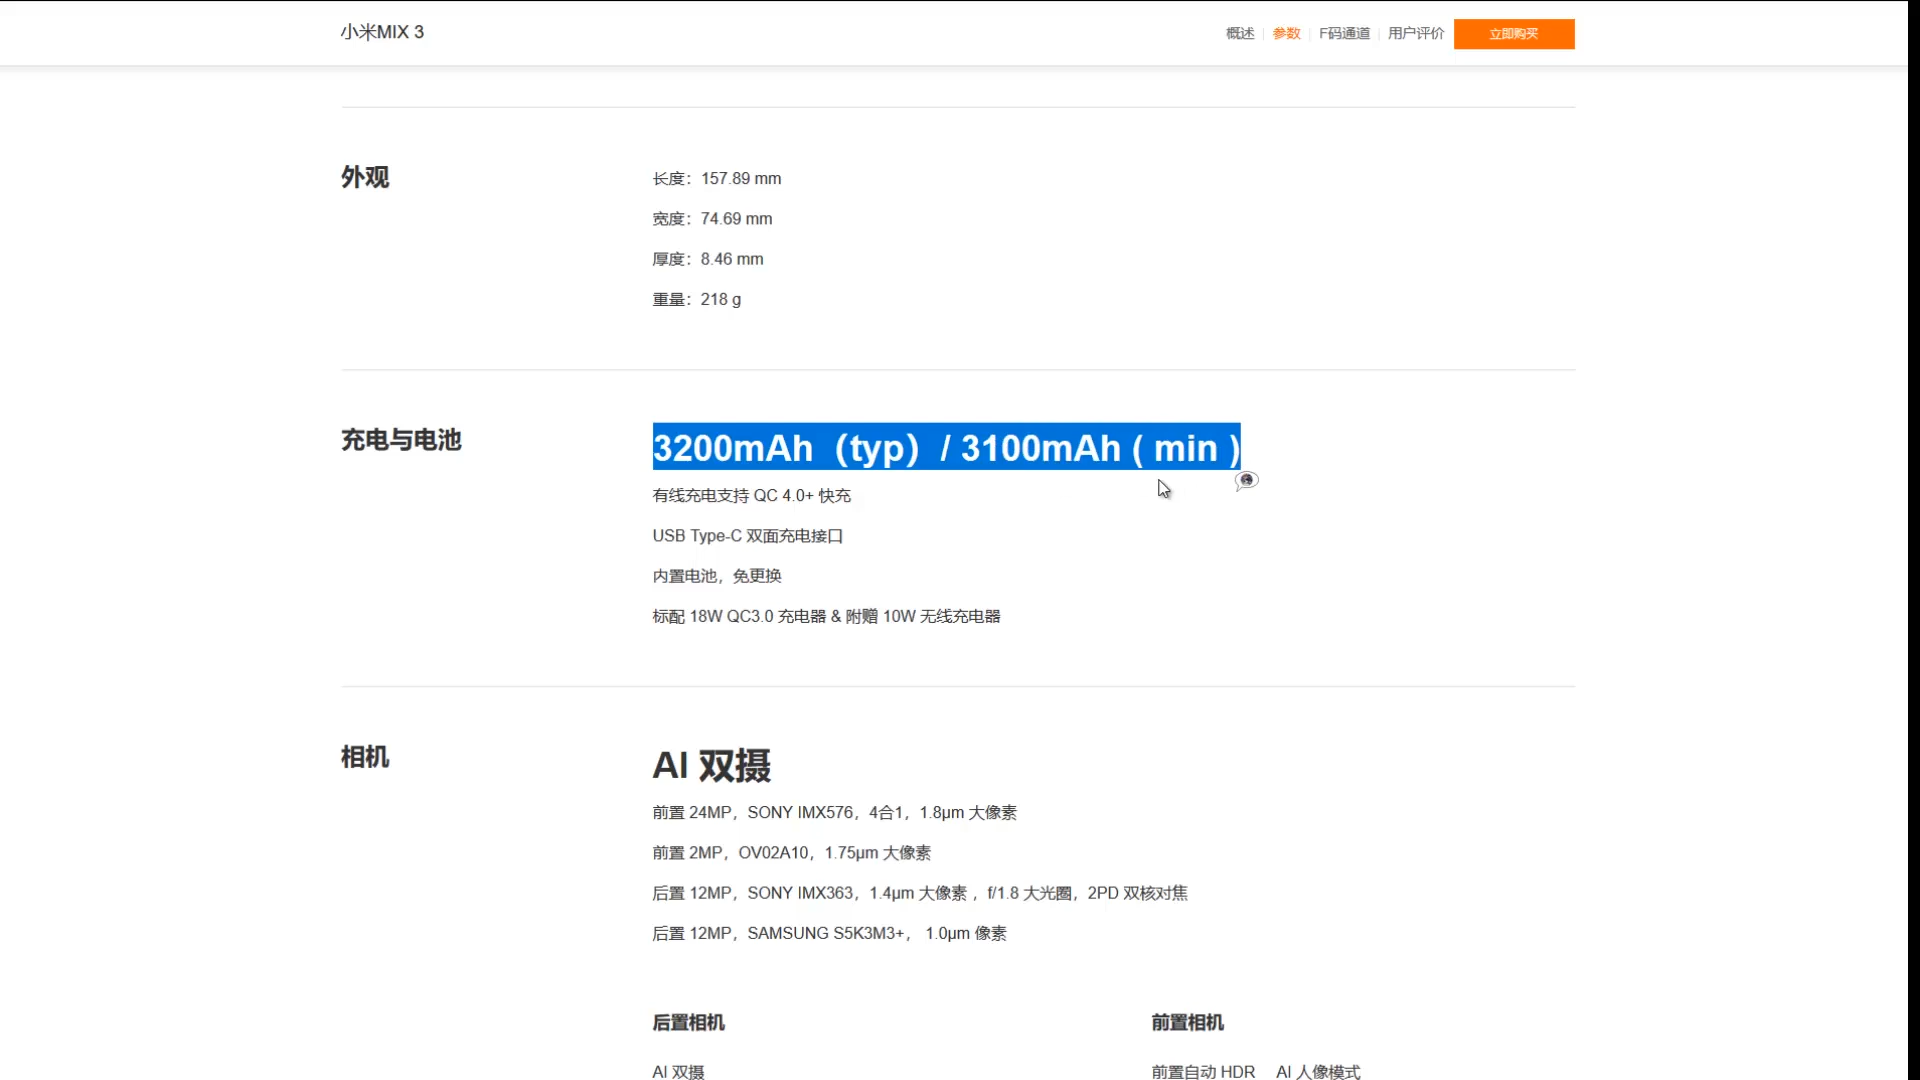 小米MIX 3
概述
参数
F码通道
用户评价
立即购买
外观
长度：157.89 mm
宽度：74.69 mm
厚度：8.46 mm
重量：218 g
充电与电池
3200mAh（typ）/ 3100mAh ( min )
有线充电支持 QC 4.0+ 快充
USB Type-C 双面充电接口
内置电池，免更换
标配 18W QC3.0 充电器 & 附赠 10W 无线充电器
相机
AI 双摄
前置 24MP，SONY IMX576，4合1，1.8μm 大像素
前置 2MP，OV02A10，1.75μm 大像素
后置 12MP，SONY IMX363，1.4μm 大像素 ，f/1.8 大光圈，2PD 双核对焦
后置 12MP，SAMSUNG S5K3M3+， 1.0μm 像素
后置相机
前置相机
AI 双摄
前置自动 HDR
AI 人像模式